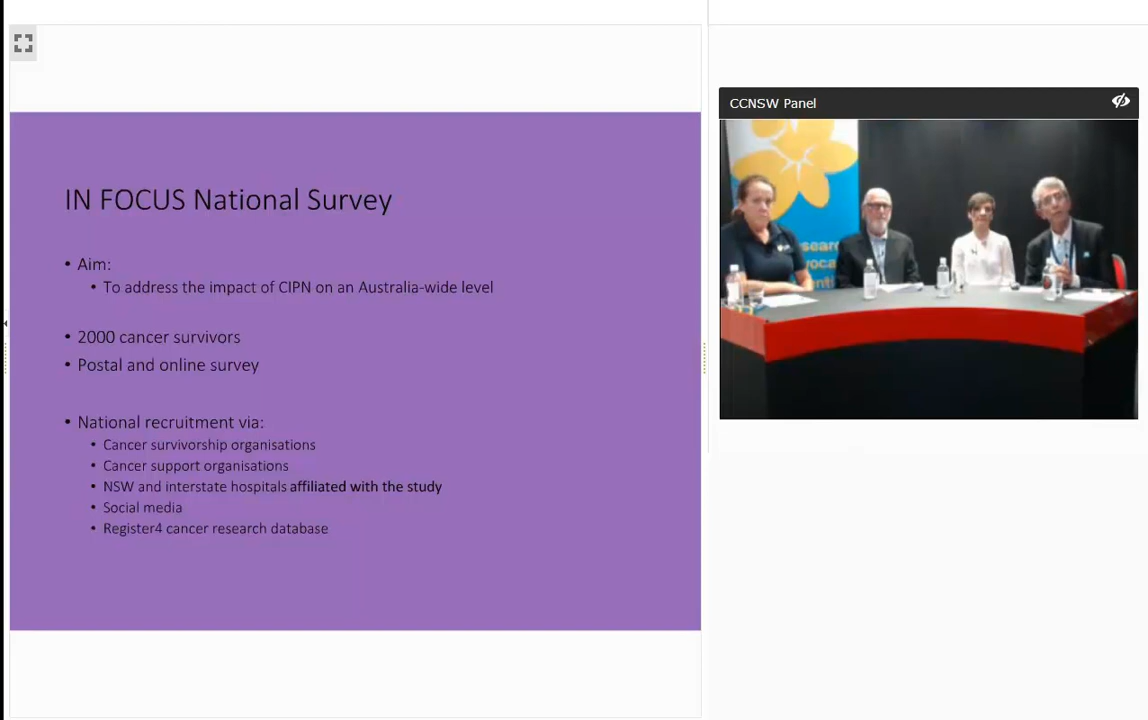 IN FOCUS National Survey
• Aim:
• To address the impact of CIPN on an Australia-wide level
• 2000 cancer survivors
• Postal and online survey
• National recruitment via:
• Cancer survivorship organisations
• Cancer support organisations
• NSW and interstate hospitals affiliated with the study
• Social media
• Register4 cancer research database
CCNSW Panel